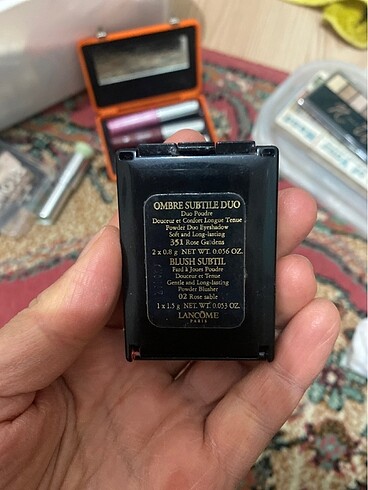 OMBRE SUBTILE DUO
Duo Poudre
Douceur et Confort Longue Tenue
Powder Duo Eyeshadow
Soft and Long-lasting
351 Rose Gardena
2 x 0.8 g NET WT. 0.056 OZ.
BLUSH SUBTIL
Fard à Joues Poudre
Douceur et Tenue
Gentle and Long-lasting
Powder Blusher
02 Rose sable
1 x 1.5 g NET WT. 0.053 OZ.
LANCÔME
PARIS